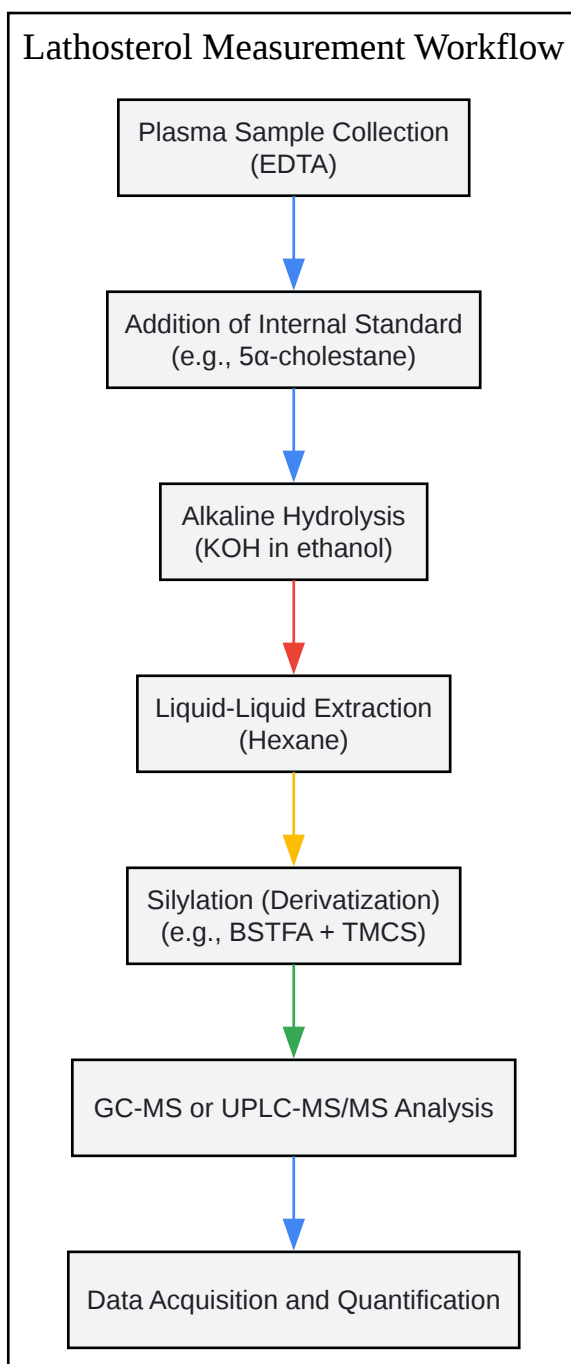 Lathosterol Measurement Workflow
Plasma Sample Collection
(EDTA)
Addition of Internal Standard
(e.g., 5α-cholestane)
Alkaline Hydrolysis
(KOH in ethanol)
Liquid-Liquid Extraction
(Hexane)
Silylation (Derivatization)
(e.g., BSTFA + TMCS)
GC-MS or UPLC-MS/MS Analysis
Data Acquisition and Quantification